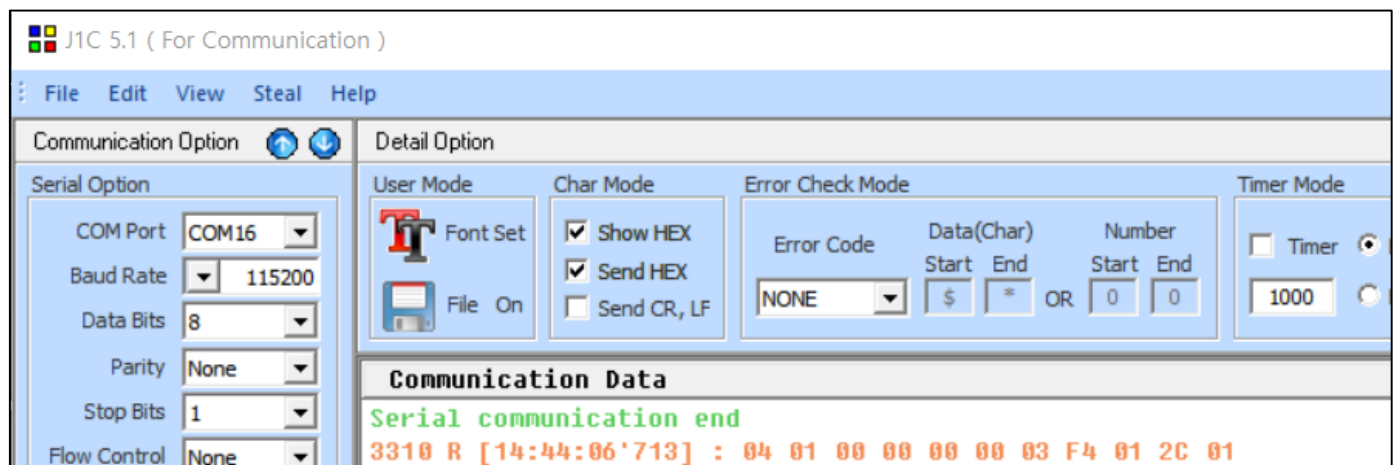 J1C 5.1 ( For Communication )
File Edit View Steal Help
Communication Option
Detail Option
Serial Option
User Mode
Char Mode
Error Check Mode
Timer Mode
COM Port COM16
Baud Rate 115200
Data Bits 8
Parity None
Stop Bits 1
Flow Control None
Font Set
File On
Show HEX
Send HEX
Send CR, LF
Error Code
NONE
Data(Char)
Start End
$ *
OR
Number
Start End
0 0
Timer
1000
Communication Data
Serial communication end
3310 R [14:44:06'713] : 04 01 00 00 00 00 03 F4 01 2C 01